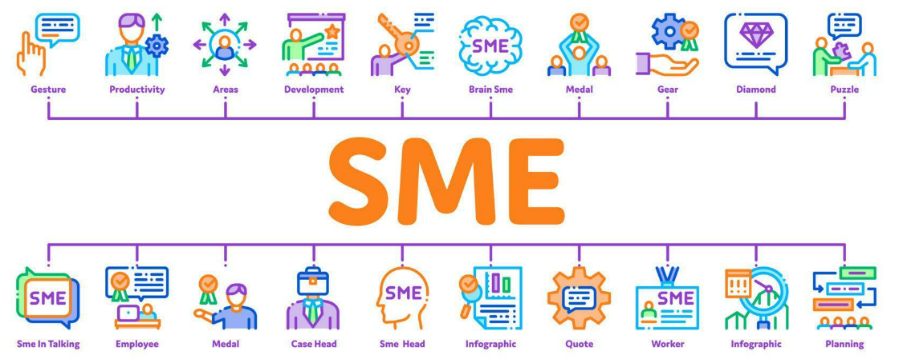 Gesture
Productivity
Areas
Development
Key
SME
Brain Sme
Medal
Gear
Diamond
Puzzle
SME
SME
Sme In Talking
Employee
Medal
Case Head
SME
Sme Head
Infographic
Quote
SME
Worker
Infographic
Planning